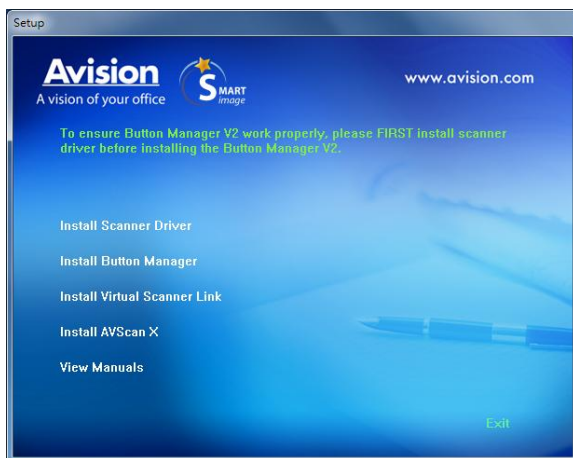 Setup
Avision
A vision of your office
SMART
image
www.avision.com
To ensure Button Manager V2 work properly, please FIRST install scanner
driver before installing the Button Manager V2.
Install Scanner Driver
Install Button Manager
Install Virtual Scanner Link
Install AVScan X
View Manuals
Exit